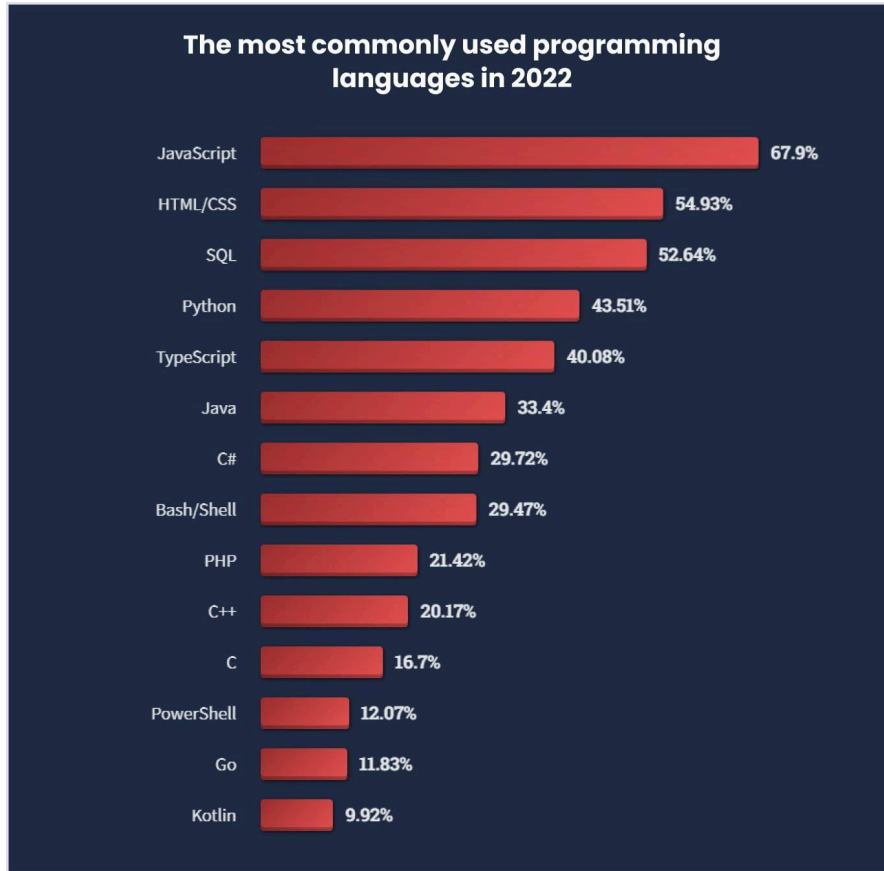 The most commonly used programming
languages in 2022
JavaScript 67.9%
HTML/CSS 54.93%
SQL 52.64%
Python 43.51%
TypeScript 40.08%
Java 33.4%
C# 29.72%
Bash/Shell 29.47%
PHP 21.42%
C++ 20.17%
C 16.7%
PowerShell 12.07%
Go 11.83%
Kotlin 9.92%